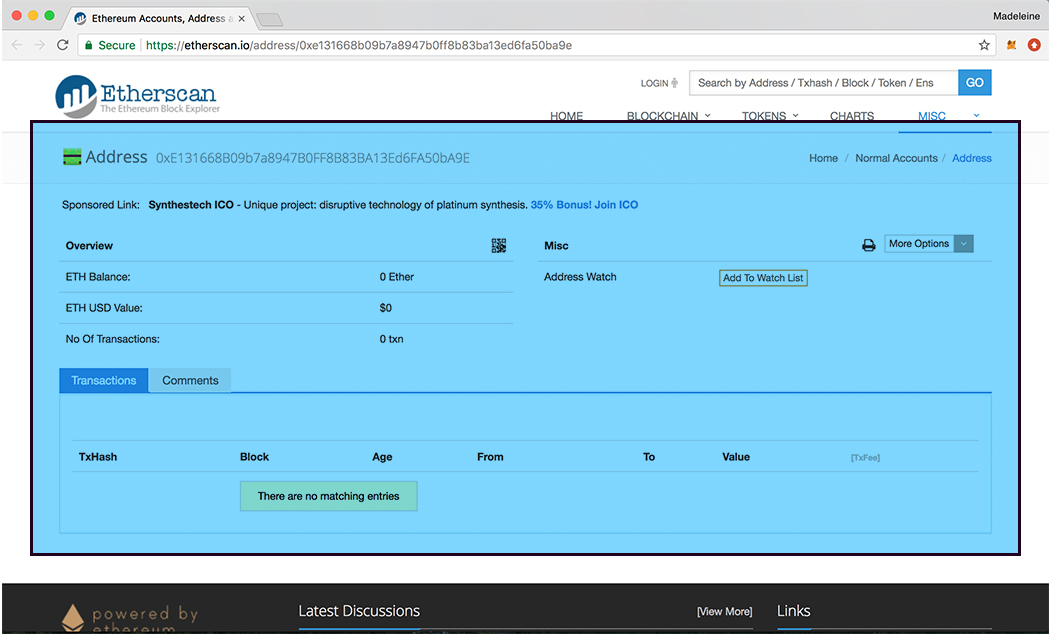 Ethereum Accounts, Address a
Madeleine
Secure https://etherscan.io/address/0xe131668b09b7a8947b0ff8b83ba13ed6fa50ba9e
Etherscan
The Ethereum Block Explorer
LOGIN
Search by Address / Txhash / Block / Token / Ens
GO
HOME BLOCKCHAIN TOKENS CHARTS MISC
Address 0xE131668B09b7a8947B0FF8B83BA13Ed6FA50bA9E
Home / Normal Accounts / Address
Sponsored Link: Synthestech ICO - Unique project: disruptive technology of platinum synthesis. 35% Bonus! Join ICO
Overview
ETH Balance: 0 Ether
ETH USD Value: $0
No Of Transactions: 0 txn
Misc
More Options
Address Watch Add To Watch List
Transactions Comments
TxHash Block Age From To Value [TxFee]
There are no matching entries
powered by
ethereum
Latest Discussions
[View More]
Links